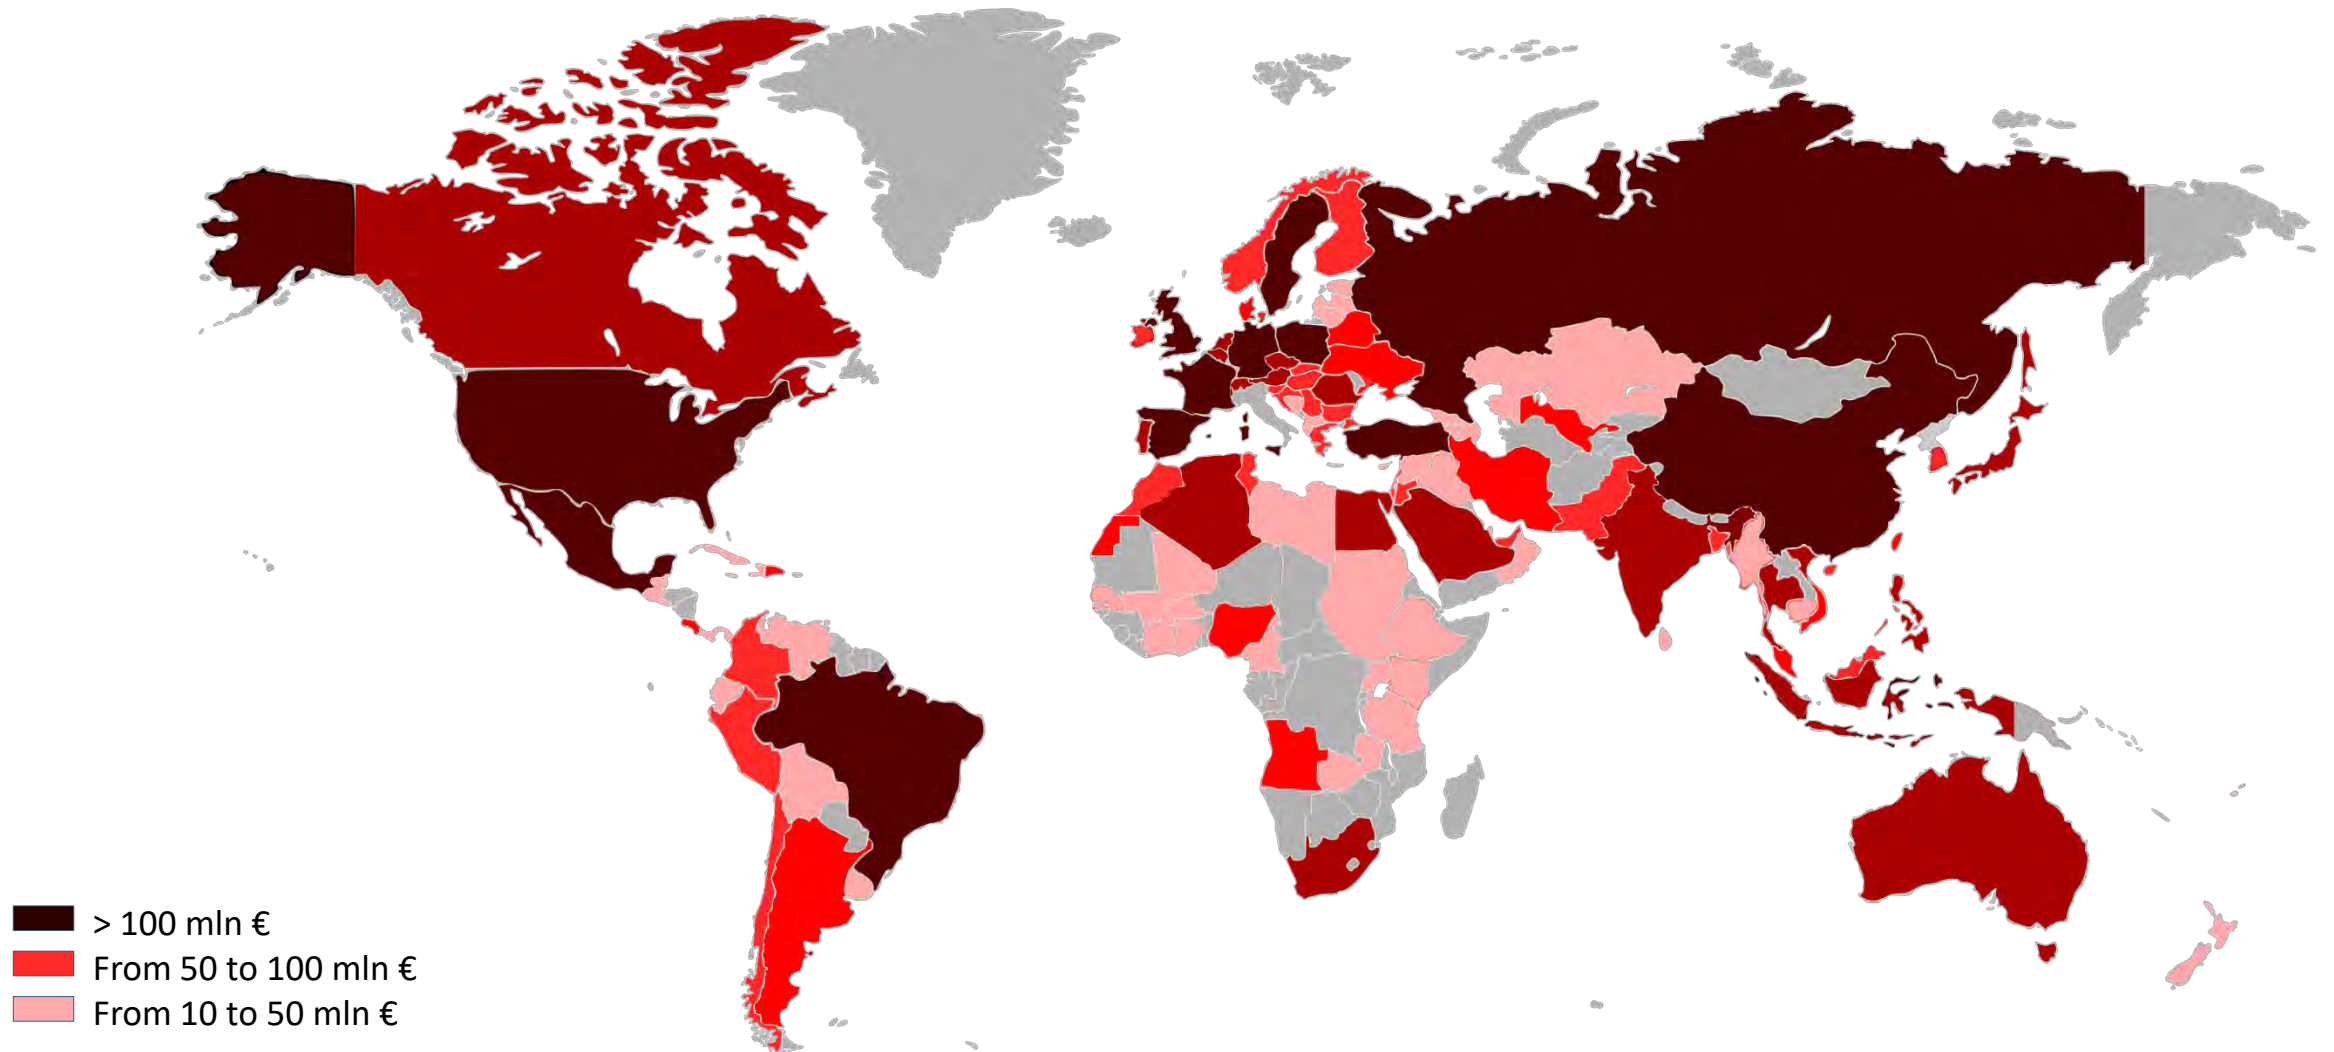 > 100 mln €
From 50 to 100 mln €
From 10 to 50 mln €